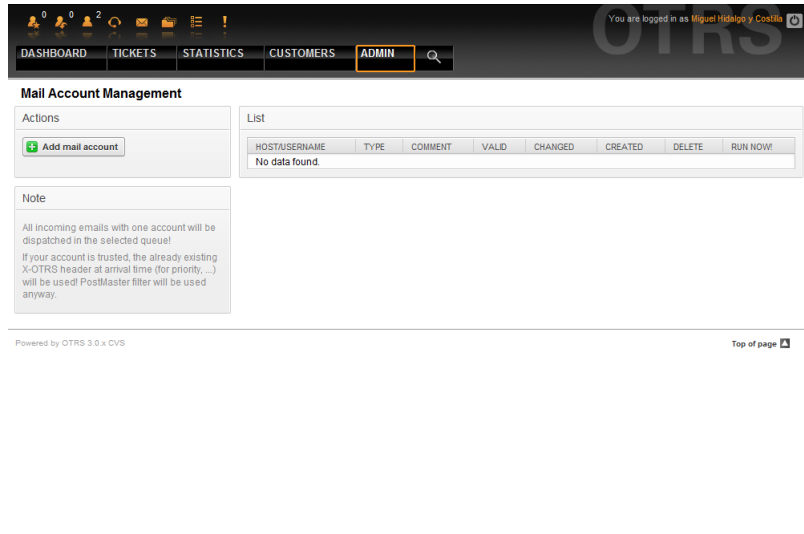 0 0 2
OTRS
You are logged in as Miguel Hidalgo y Costilla
DASHBOARD TICKETS STATISTICS CUSTOMERS ADMIN
Mail Account Management
Actions
Add mail account
List
HOST/USERNAME TYPE COMMENT VALID CHANGED CREATED DELETE RUN NOW!
No data found.
Note
All incoming emails with one account will be
dispatched in the selected queue!
If your account is trusted, the already existing
X-OTRS header at arrival time (for priority, ...)
will be used! PostMaster filter will be used
anyway.
Powered by OTRS 3.0.x CVS
Top of page